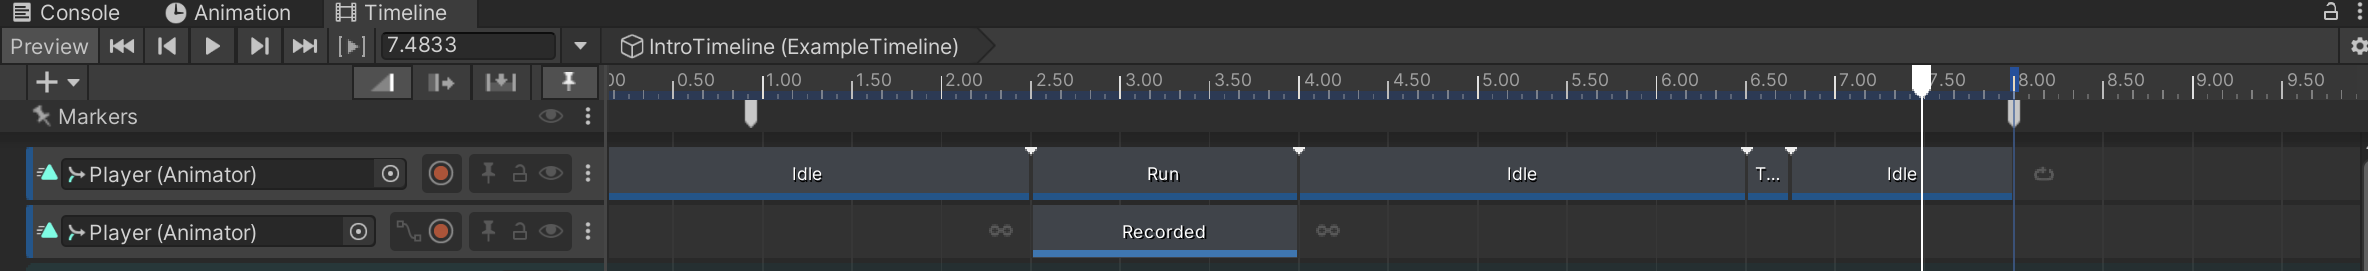 Console Animation Timeline
Preview 7.4833 IntroTimeline (ExampleTimeline)
00 0.50 1.00 1.50 2.00 2.50 3.00 3.50 4.00 4.50 5.00 5.50 6.00 6.50 7.00 7.50 8.00 8.50 9.00 9.50
Markers
Player (Animator) Idle Run Idle T... Idle
Player (Animator) Recorded